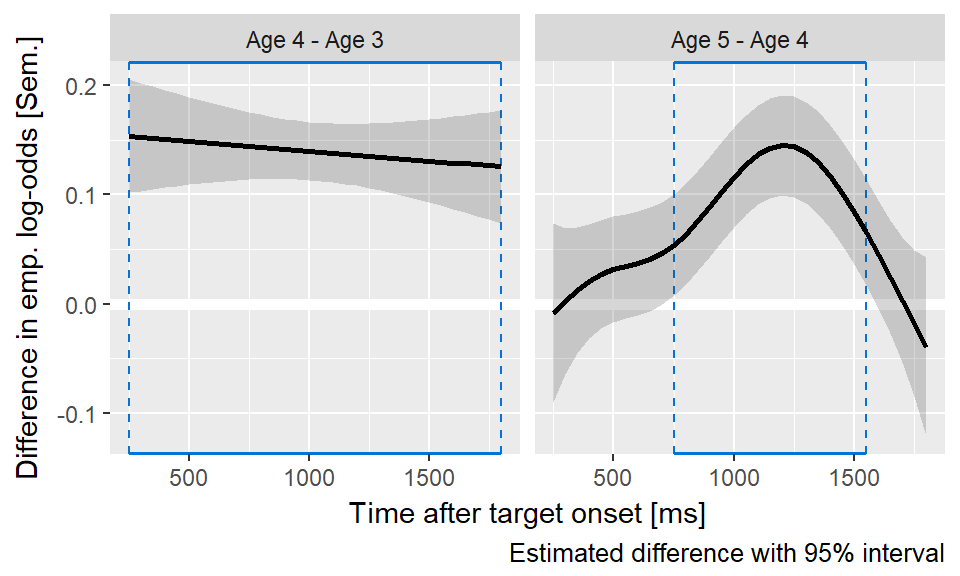 Age 4 - Age 3
Age 5 - Age 4
Difference in emp. log-odds [Sem.]
0.2
0.1
0.0
-0.1
500
1000
1500
500
1000
1500
Time after target onset [ms]
Estimated difference with 95% interval